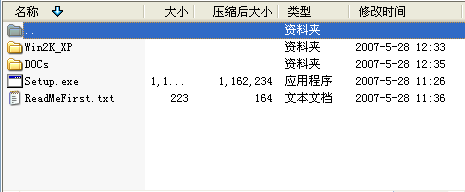 名称 大小 压缩后大小 类型 修改时间
.. 资料夹
Win2K_XP 资料夹 2007-5-28 12:33
DOCs 资料夹 2007-5-28 12:35
Setup.exe 1,1... 1,162,234 应用程序 2007-5-28 11:26
ReadMeFirst.txt 223 164 文本文档 2007-5-28 11:36